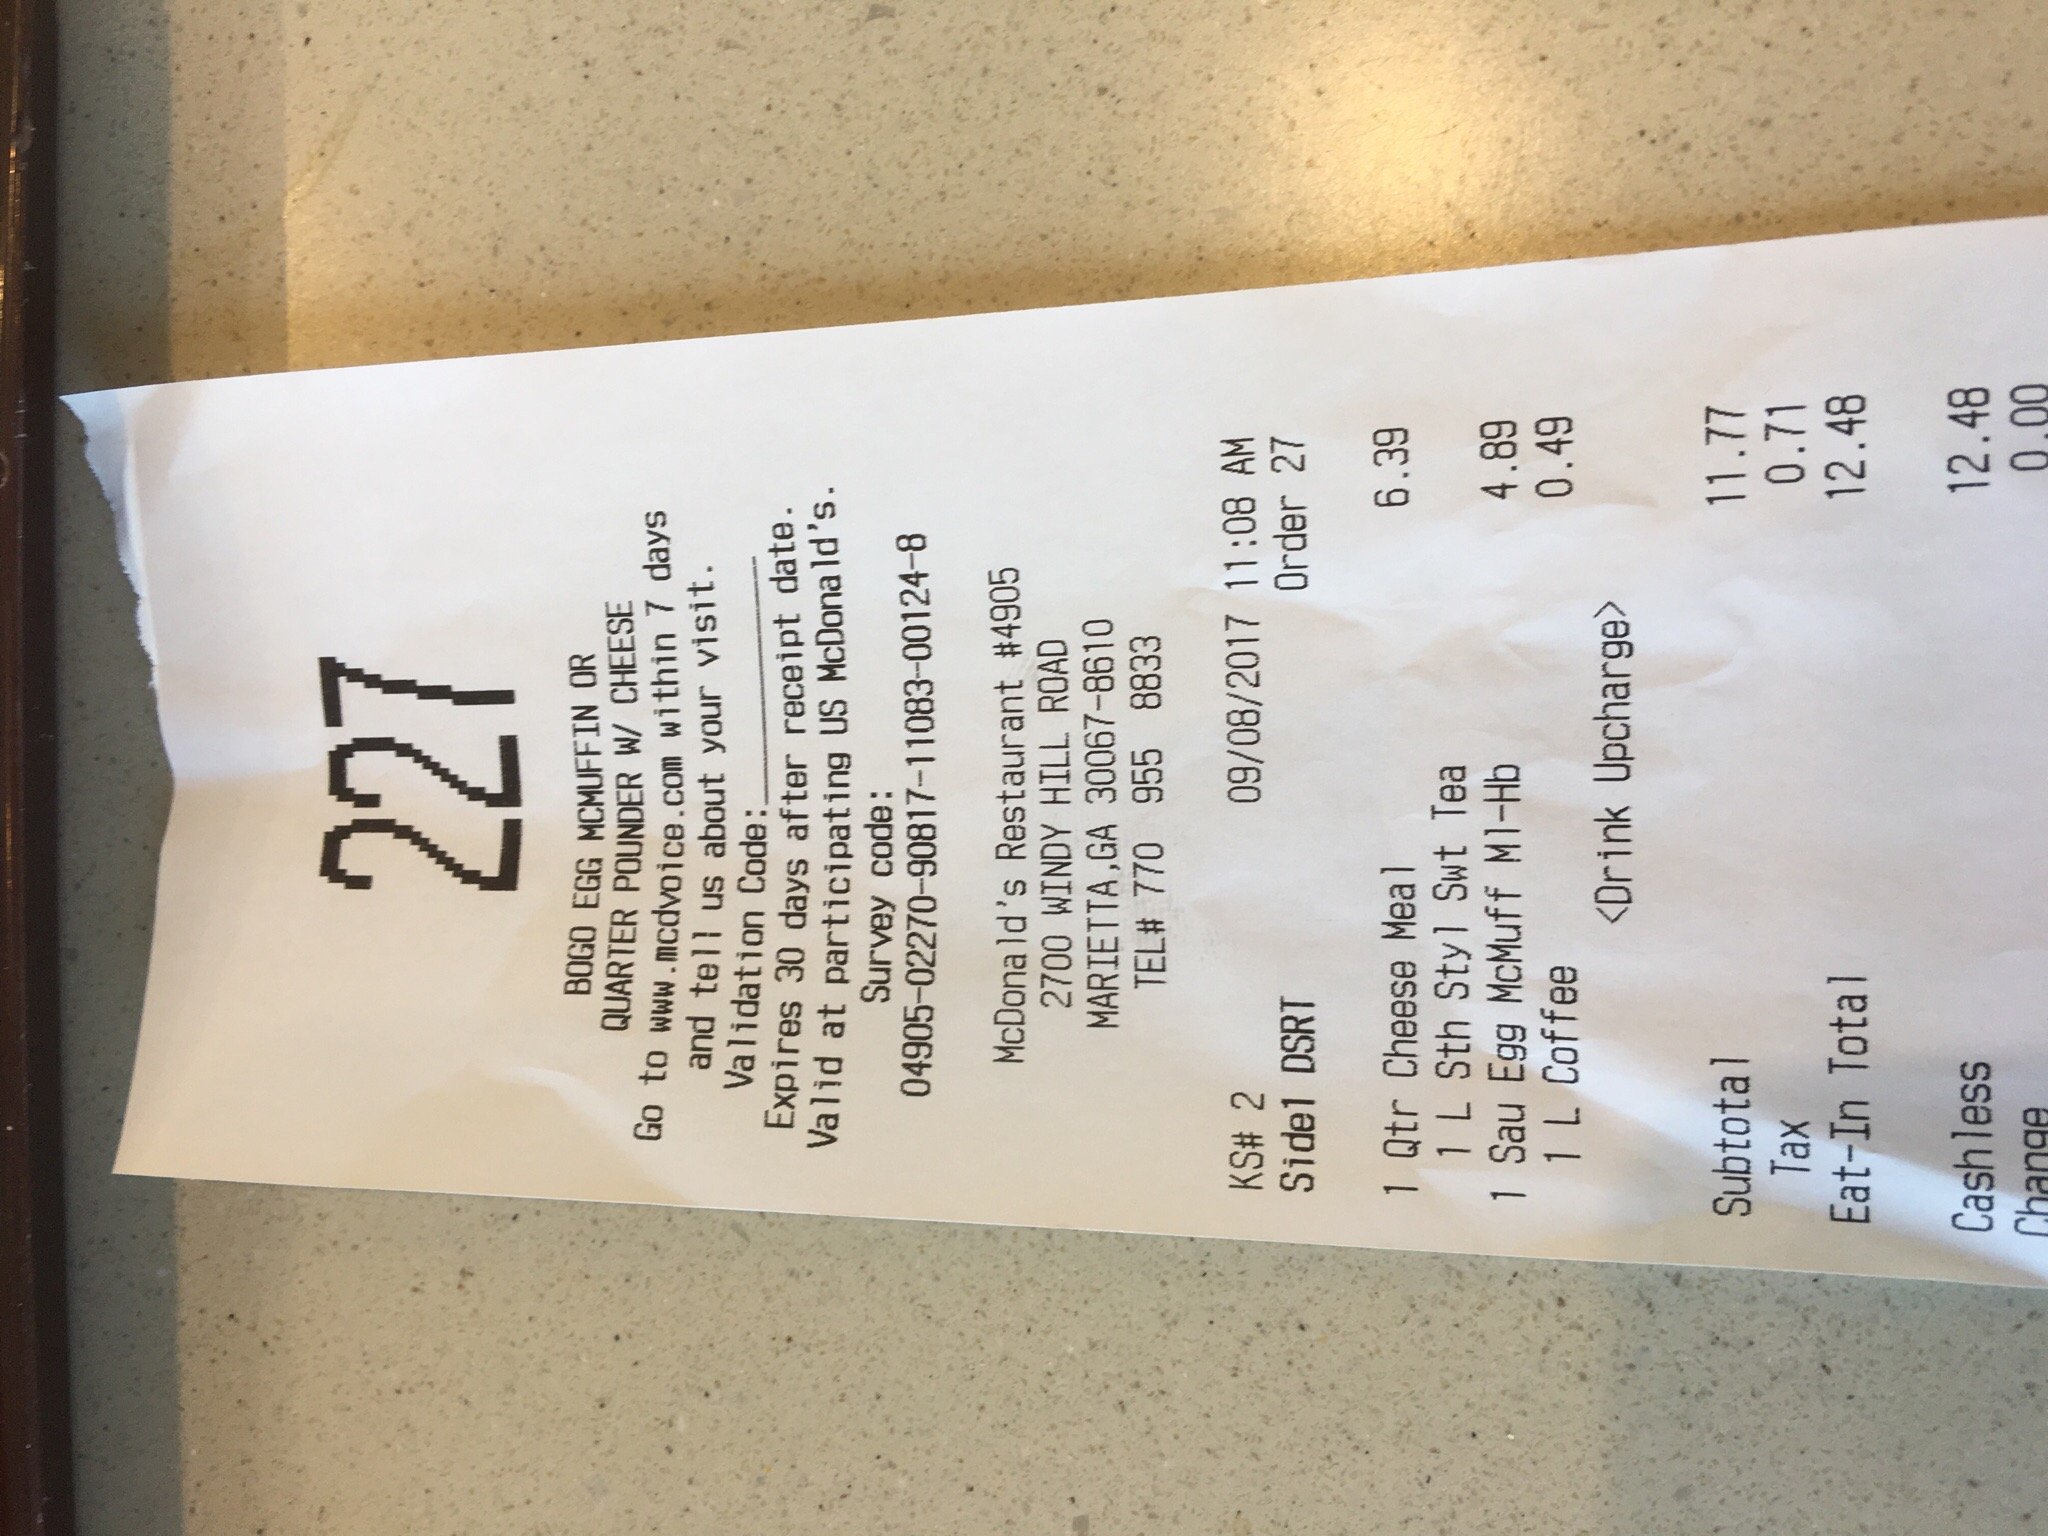 227
BOGO EGG MCMUFFIN OR
QUARTER POUNDER W/ CHEESE
Go to www.mcdvoice.com within 7 days
and tell us about your visit.
Validation Code:__________
Expires 30 days after receipt date.
Valid at participating US McDonald's.
Survey code:
04905-02270-90817-11083-00124-8
McDonald's Restaurant #4905
2700 WINDY HILL ROAD
MARIETTA,GA 30067-8610
TEL# 770 955 8833
KS# 2 09/08/2017 11:08 AM
Side1 DSRT Order 27
1 Qtr Cheese Meal 6.39
1 L Sth Styl Swt Tea
1 Sau Egg McMuff Ml-Hb 4.89
1 L Coffee 0.49
<Drink Upcharge>
Subtotal 11.77
Tax 0.71
Eat-In Total 12.48
Cashless 12.48
Change 0.00